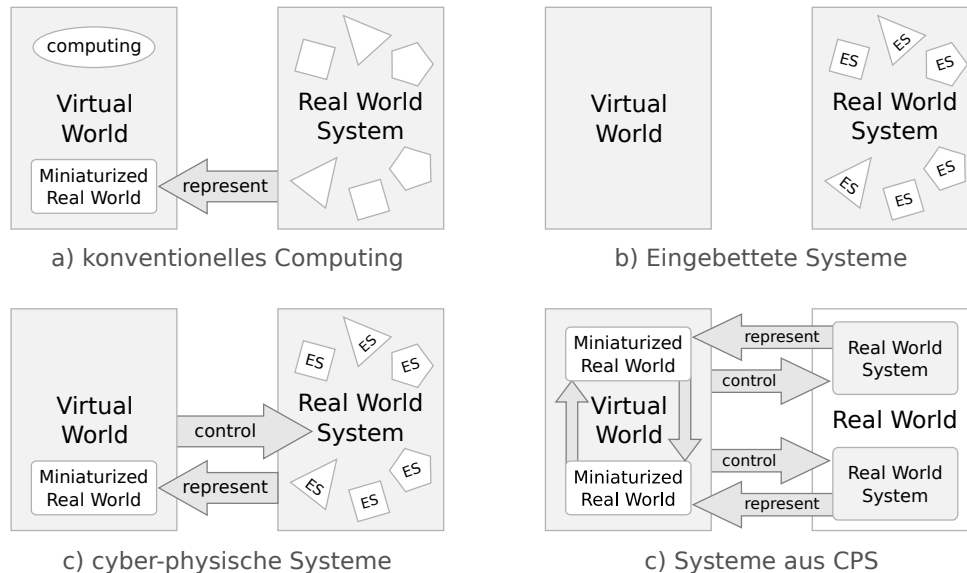 computing
Virtual
World
Miniaturized
Real World
represent
Real World
System
a) konventionelles Computing
Virtual
World
ES
ES
ES
Real World
System
ES
ES
ES
b) Eingebettete Systeme
Virtual
World
Miniaturized
Real World
control
represent
ES
ES
ES
Real World
System
ES
ES
ES
c) cyber-physische Systeme
Miniaturized
Real World
Virtual
World
Miniaturized
Real World
represent
control
control
represent
Real World
System
Real World
Real World
System
c) Systeme aus CPS